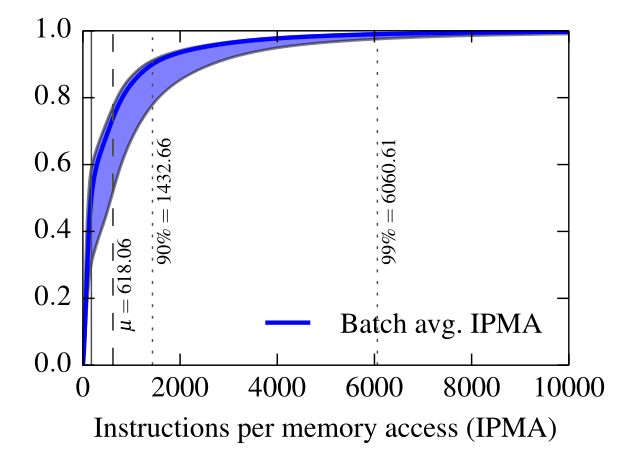 1.0
0.8
0.6
0.4
0.2
0.0
μ = 618.06
90% = 1432.66
99% = 6060.61
Batch avg. IPMA
0 2000 4000 6000 8000 10000
Instructions per memory access (IPMA)